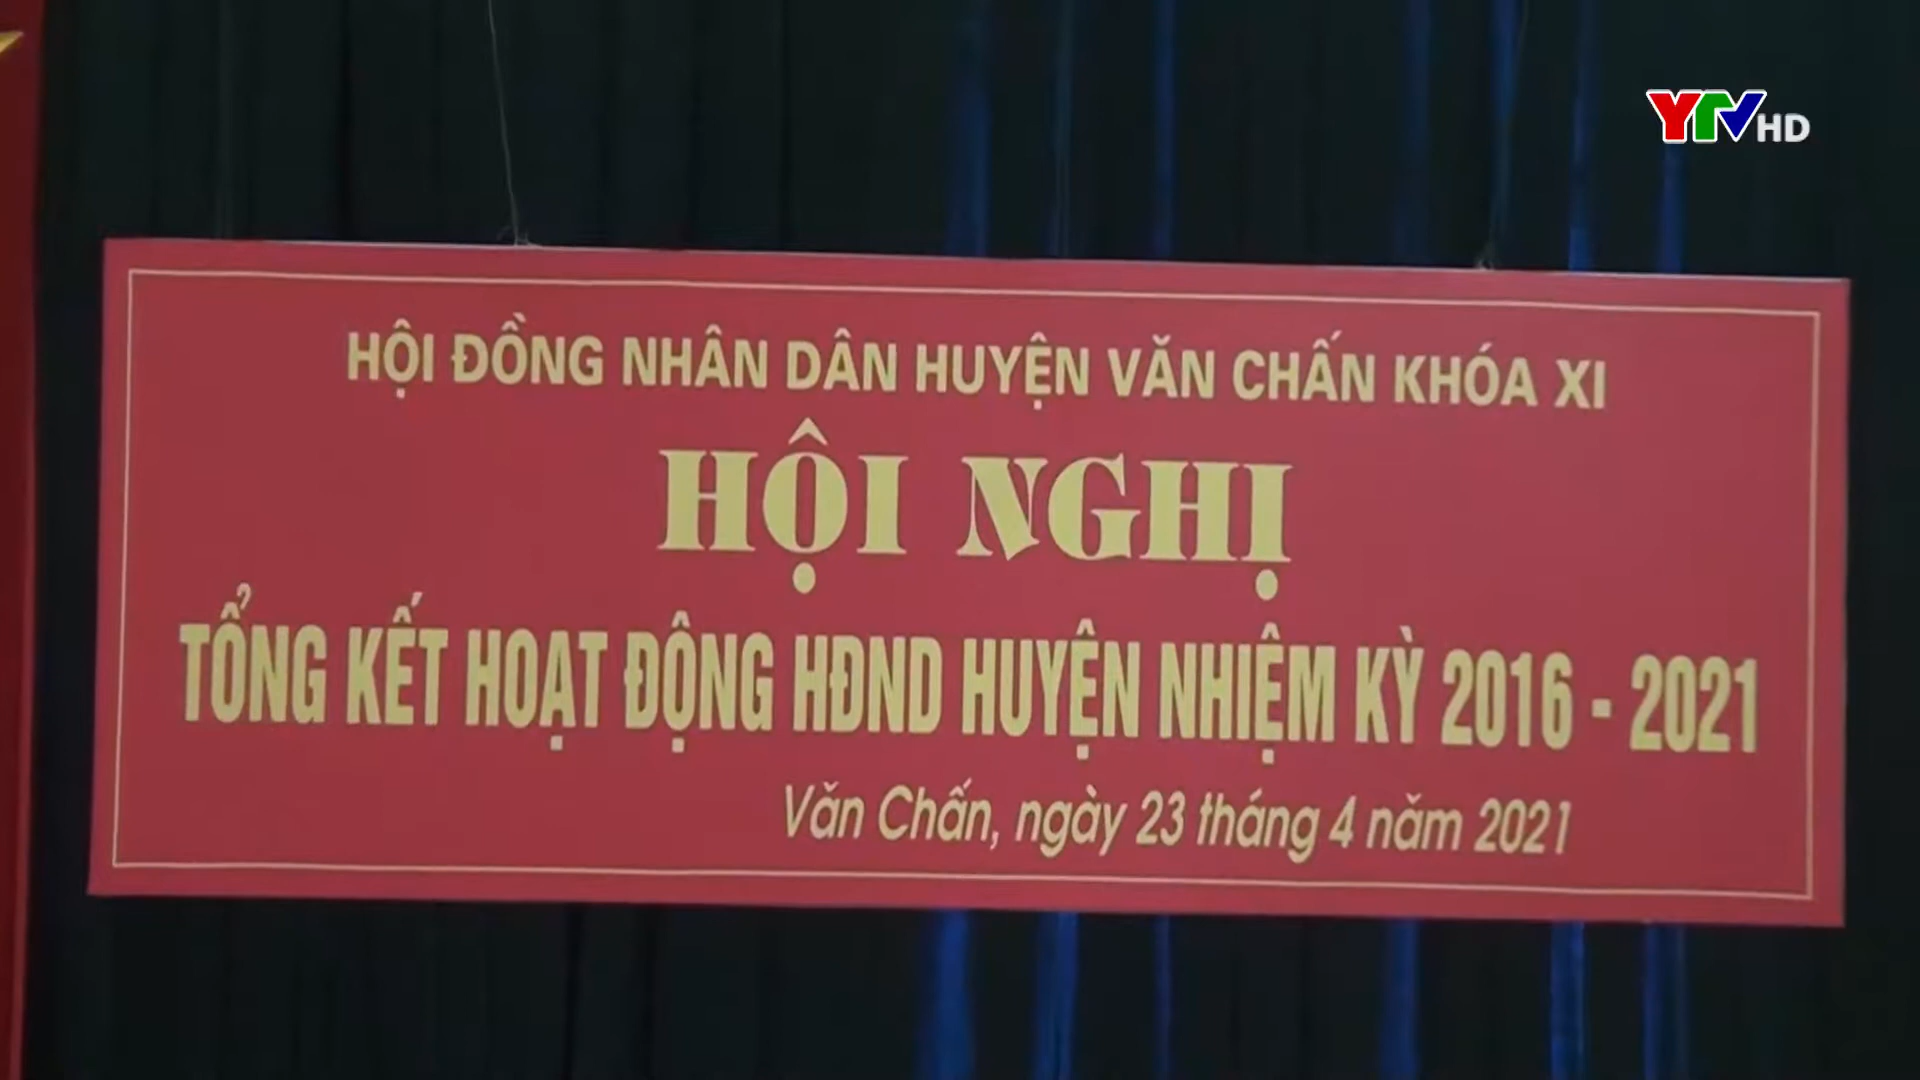 YTV HD
HỘI ĐỒNG NHÂN DÂN HUYỆN VĂN CHẤN KHÓA XI
HỘI NGHỊ
TỔNG KẾT HOẠT ĐỘNG HĐND HUYỆN NHIỆM KỲ 2016 - 2021
Văn Chấn, ngày 23 tháng 4 năm 2021